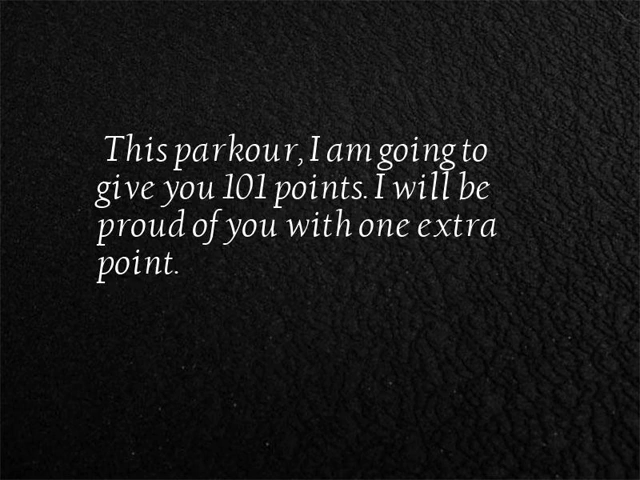 This parkour, I am going to
give you 101 points. I will be
proud of you with one extra
point.